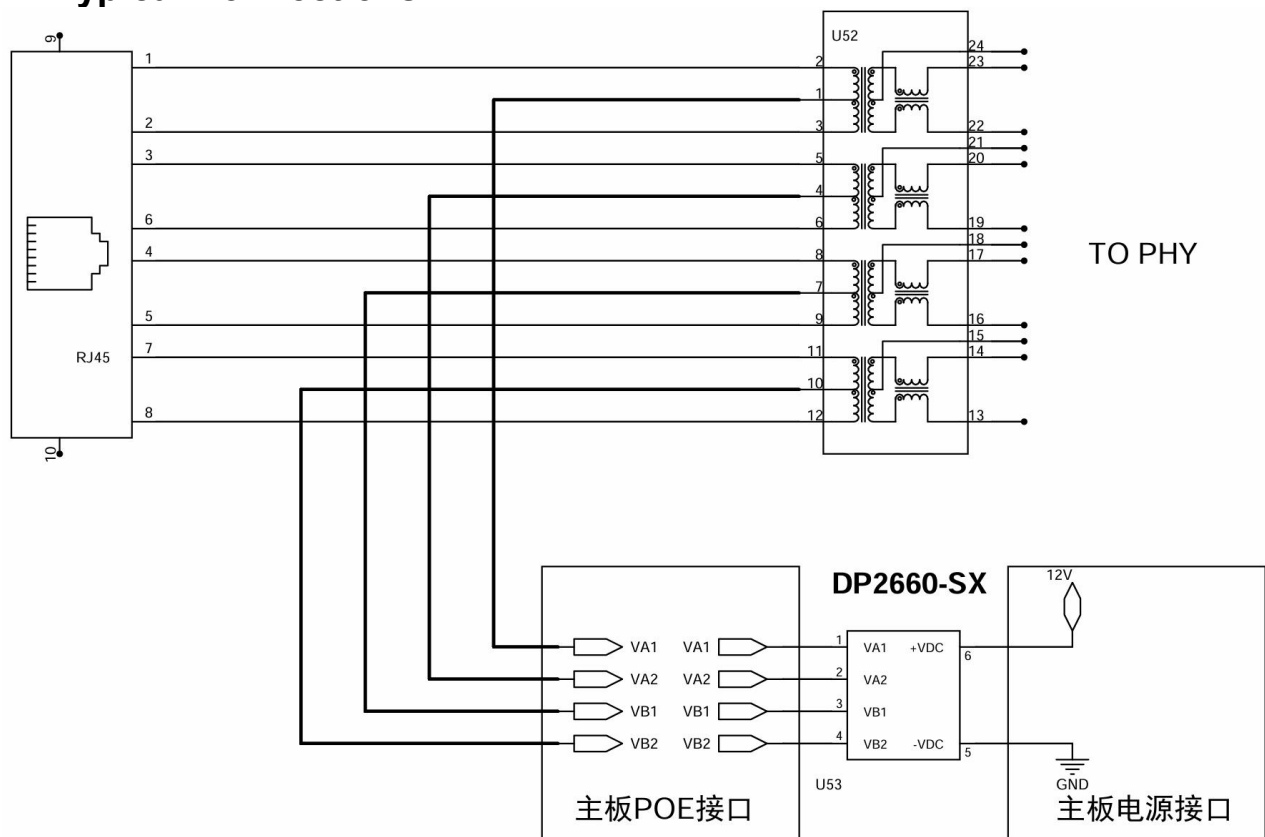 9
U52
24
1
2
23
1
2
3
22
21
3
5
20
4
6
6
19
18
4
8
17
TO PHY
7
5
9
16
15
RJ45
7
11
14
10
8
12
13
10
DP2660-SX
12V
VA1 VA1 1 VA1 +VDC 6
VA2 VA2 2 VA2
VB1 VB1 3 VB1
VB2 VB2 4 VB2 -VDC 5
U53
GND
主板POE接口
主板电源接口